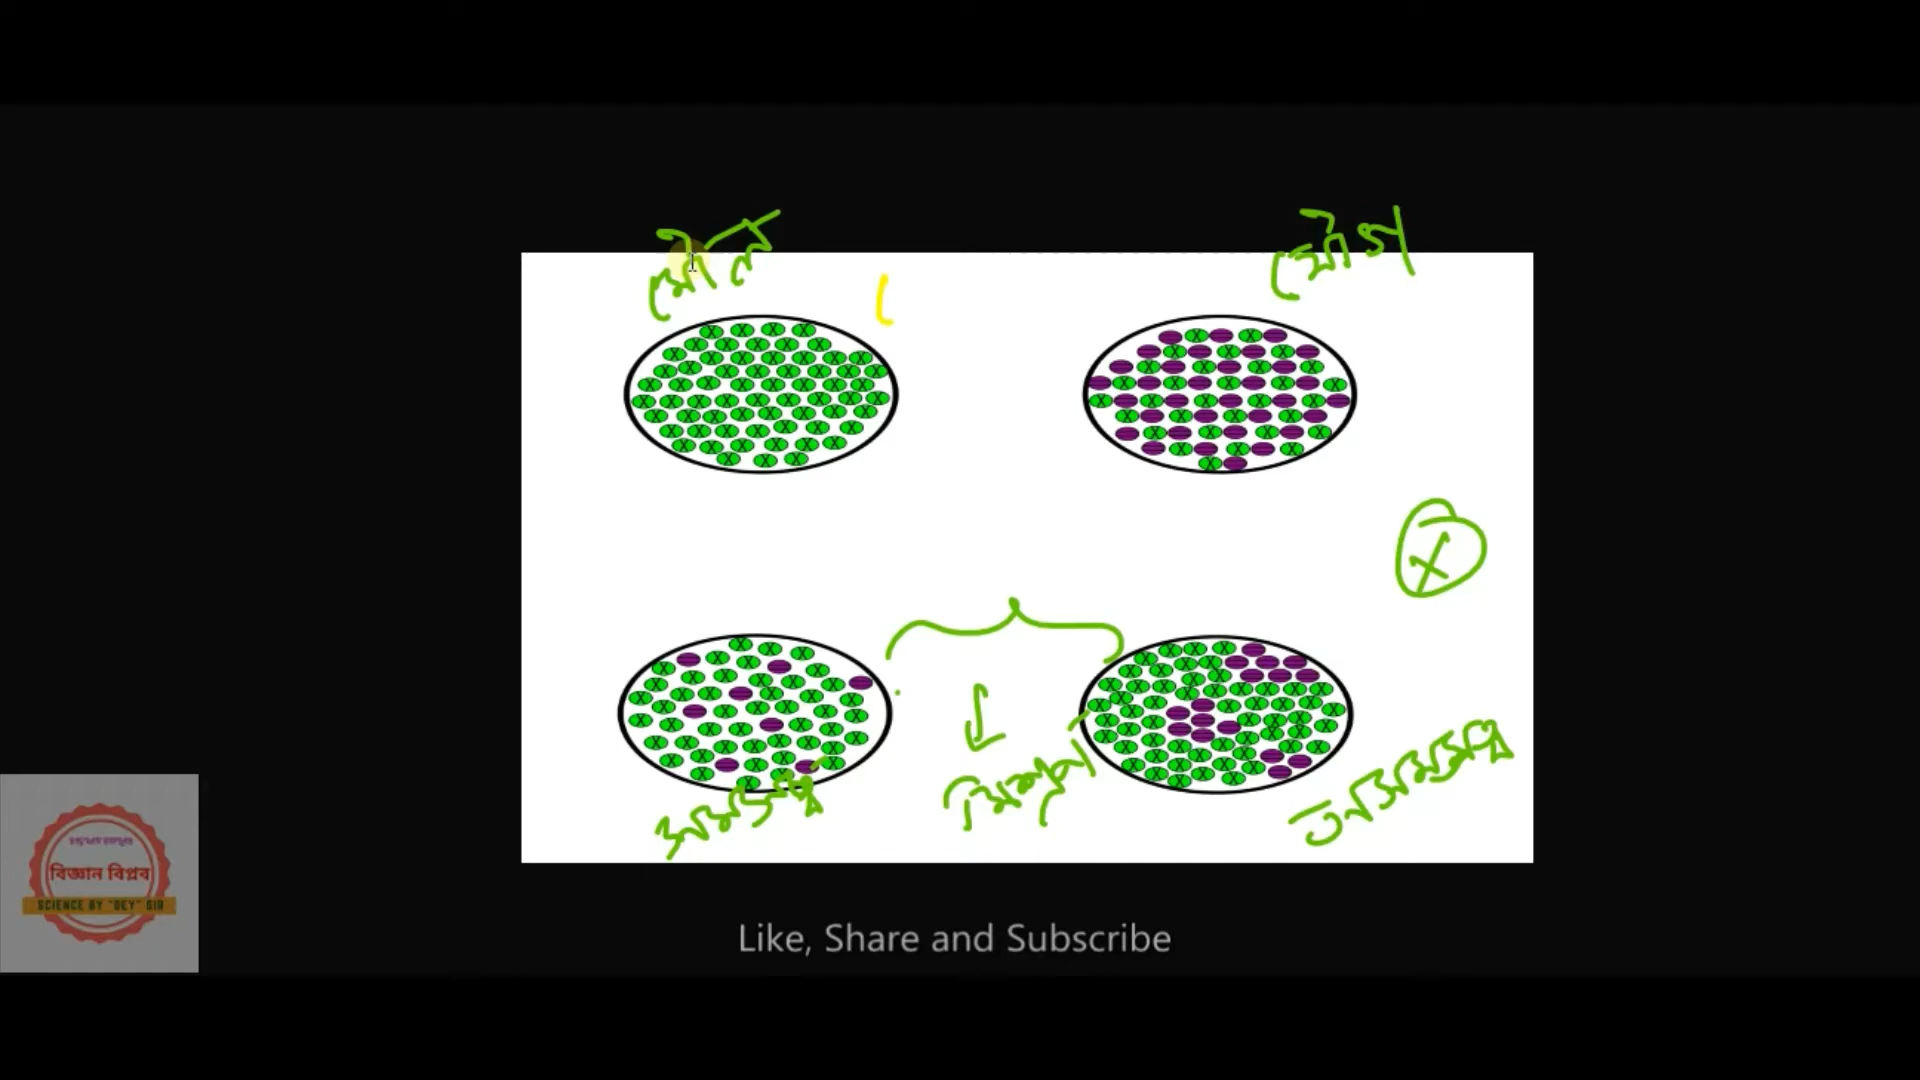 মৌল
যৌগ
X
মিশ্রণ
সমসত্ত্ব
অসমসত্ত্ব
বিজ্ঞান বিপ্লব
SCIENCE BY "DEY" SIR
Like, Share and Subscribe